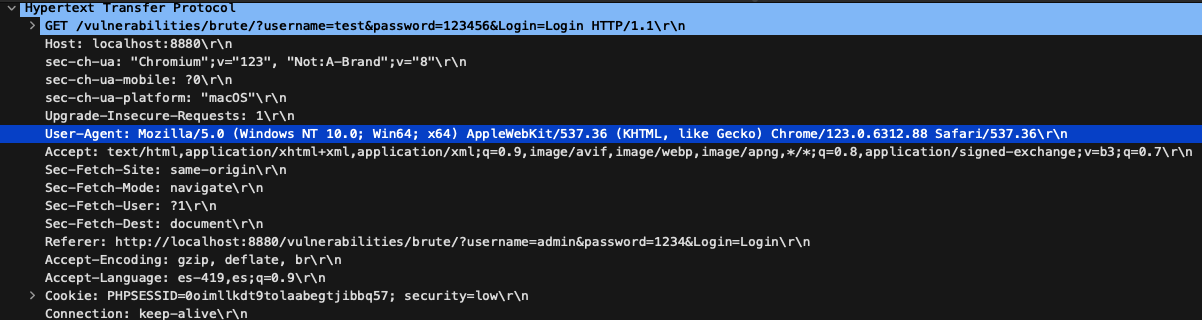 Hypertext Transfer Protocol
GET /vulnerabilities/brute/?username=test&password=123456&Login=Login HTTP/1.1\r\n
Host: localhost:8880\r\n
sec-ch-ua: "Chromium";v="123", "Not:A-Brand";v="8"\r\n
sec-ch-ua-mobile: ?0\r\n
sec-ch-ua-platform: "macOS"\r\n
Upgrade-Insecure-Requests: 1\r\n
User-Agent: Mozilla/5.0 (Windows NT 10.0; Win64; x64) AppleWebKit/537.36 (KHTML, like Gecko) Chrome/123.0.6312.88 Safari/537.36\r\n
Accept: text/html,application/xhtml+xml,application/xml;q=0.9,image/avif,image/webp,image/apng,*/*;q=0.8,application/signed-exchange;v=b3;q=0.7\r\n
Sec-Fetch-Site: same-origin\r\n
Sec-Fetch-Mode: navigate\r\n
Sec-Fetch-User: ?1\r\n
Sec-Fetch-Dest: document\r\n
Referer: http://localhost:8880/vulnerabilities/brute/?username=admin&password=1234&Login=Login\r\n
Accept-Encoding: gzip, deflate, br\r\n
Accept-Language: es-419,es;q=0.9\r\n
Cookie: PHPSESSID=0oimllkdt9tolaabegtjibbq57; security=low\r\n
Connection: keep-alive\r\n